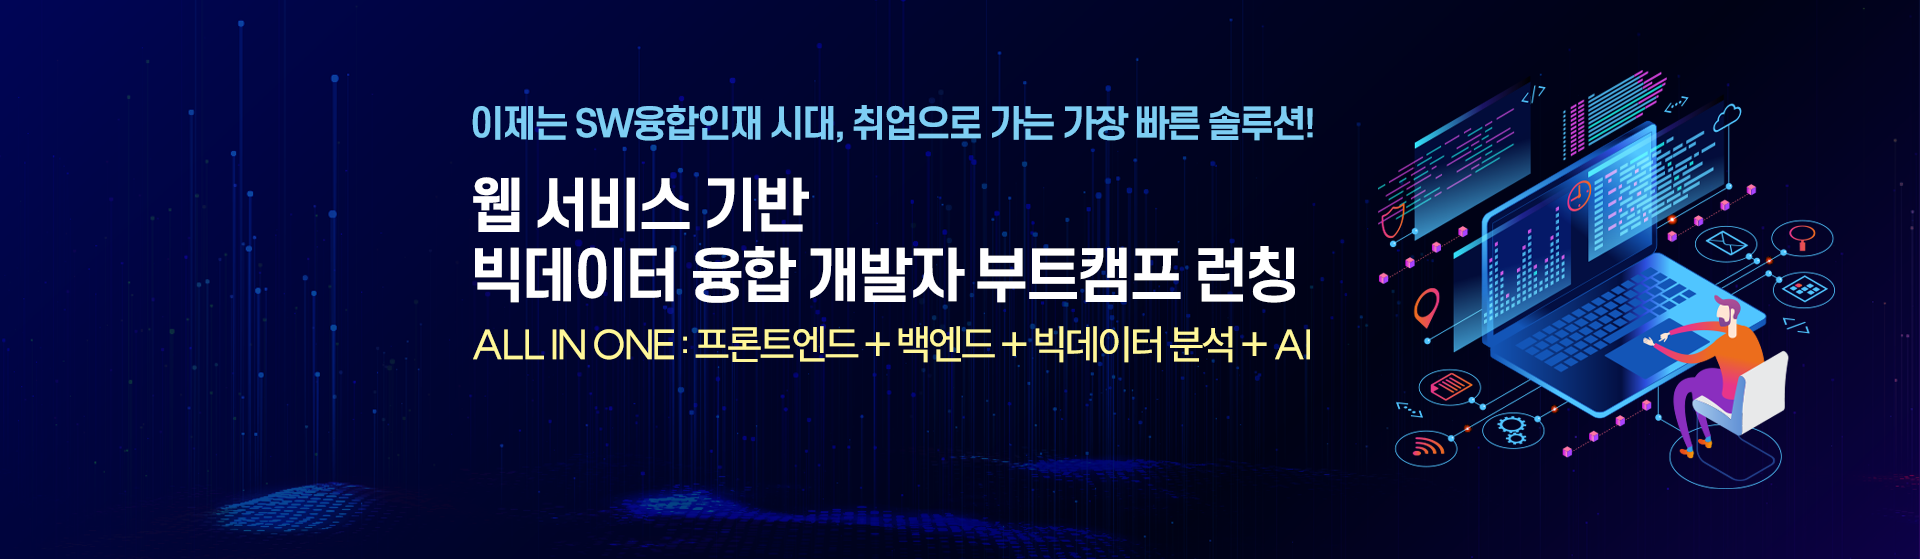 이제는 SW융합인재 시대, 취업으로 가는 가장 빠른 솔루션!
웹 서비스 기반
빅데이터 융합 개발자 부트캠프 런칭
ALL IN ONE : 프론트엔드 + 백엔드 + 빅데이터 분석 + AI